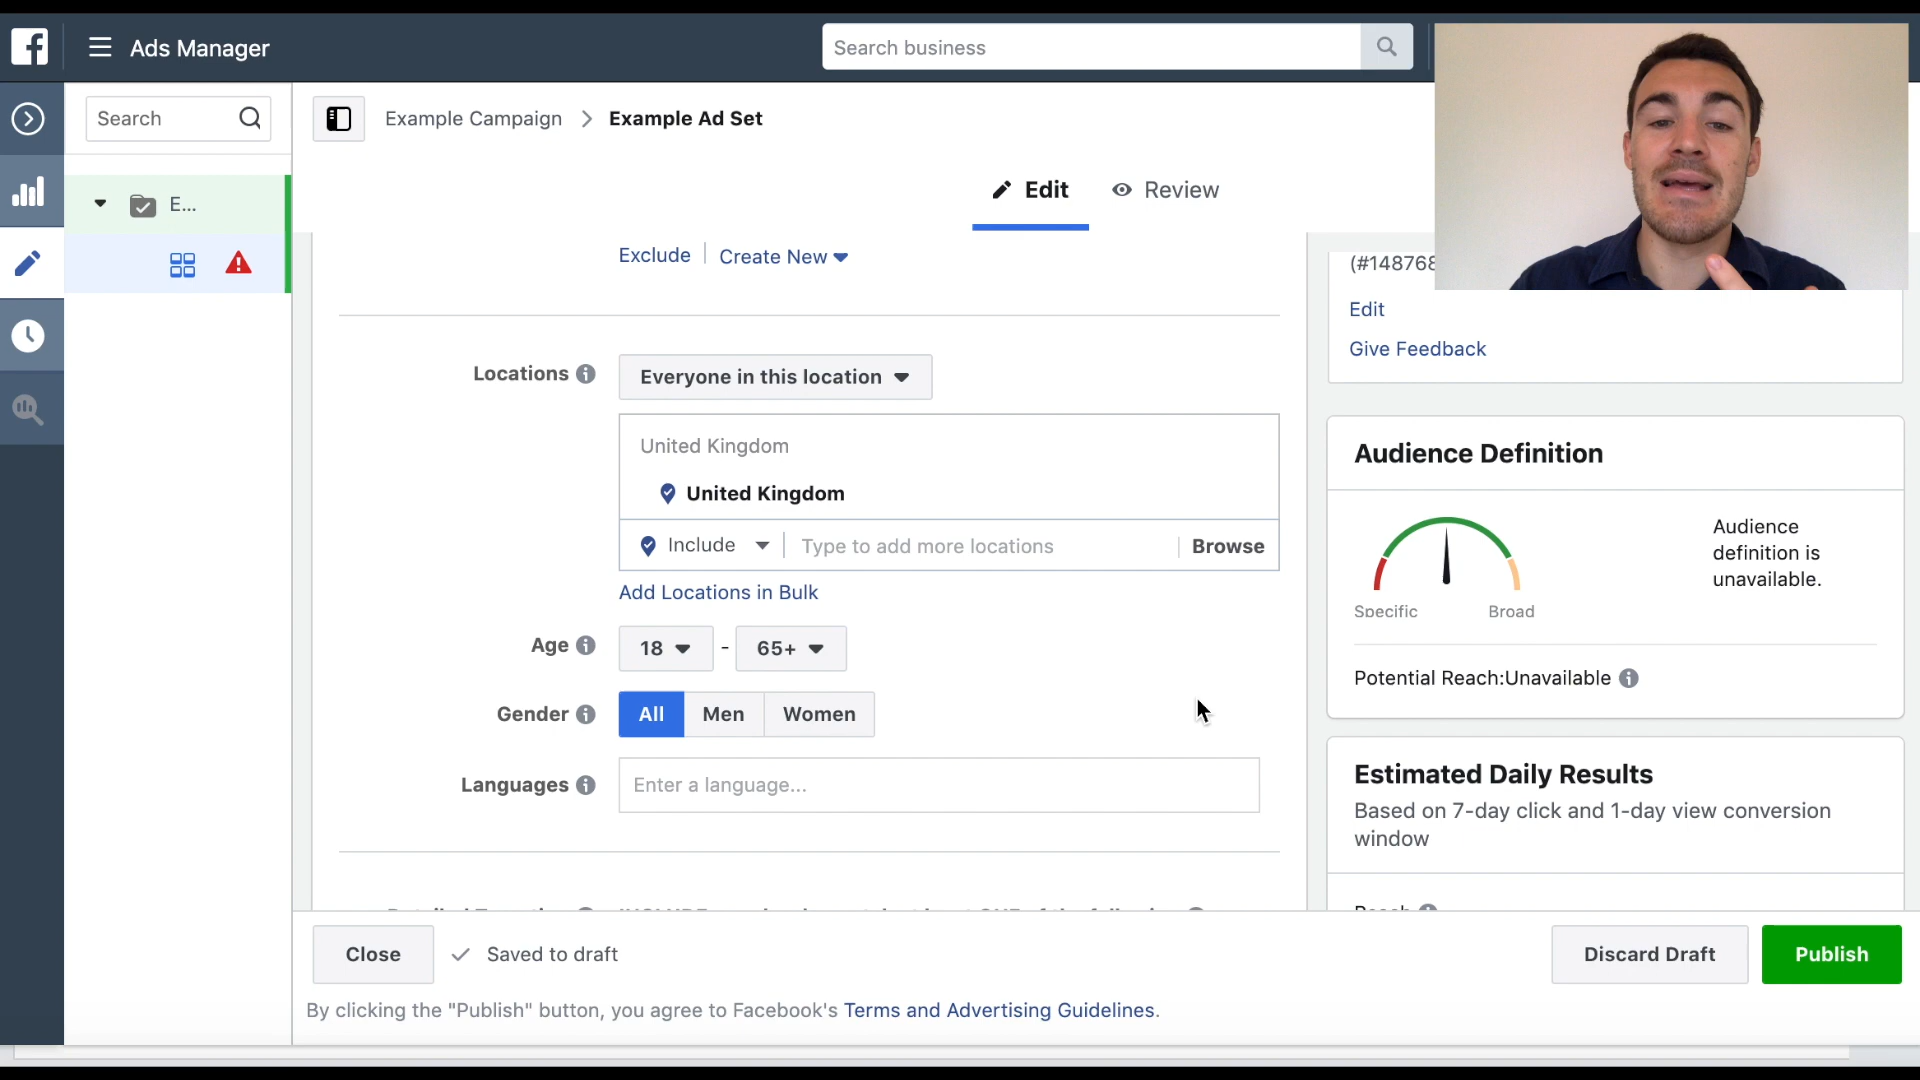 Ads Manager
Search business
Search
Example Campaign > Example Ad Set
E...
Edit
Review
Exclude
Create New
(#148768
Edit
Give Feedback
Locations
Everyone in this location
United Kingdom
United Kingdom
Include
Type to add more locations
Browse
Add Locations in Bulk
Age
18 - 65+
Gender
All
Men
Women
Languages
Enter a language...
Audience Definition
Specific
Broad
Audience
definition is
unavailable.
Potential Reach:Unavailable
Estimated Daily Results
Based on 7-day click and 1-day view conversion
window
Close
Saved to draft
Discard Draft
Publish
By clicking the "Publish" button, you agree to Facebook's Terms and Advertising Guidelines.